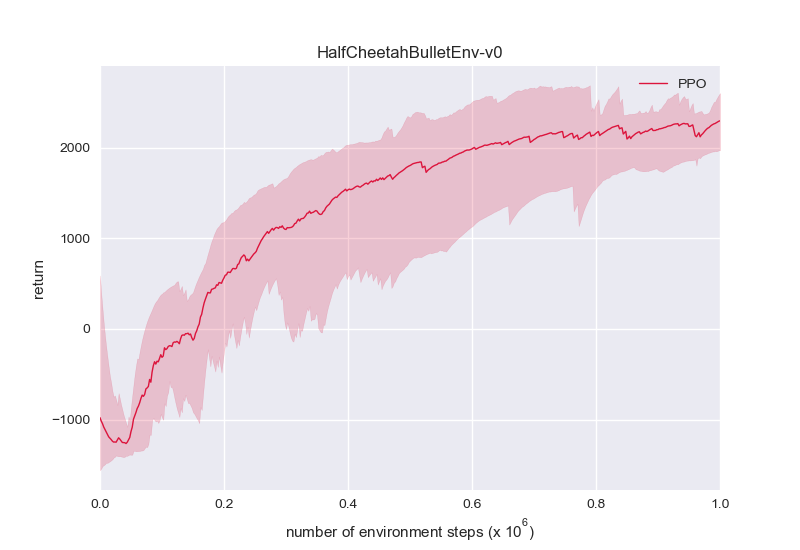 HalfCheetahBulletEnv-v0
PPO
return
2000
1000
0
−1000
0.0 0.2 0.4 0.6 0.8 1.0
number of environment steps (x 10^6)